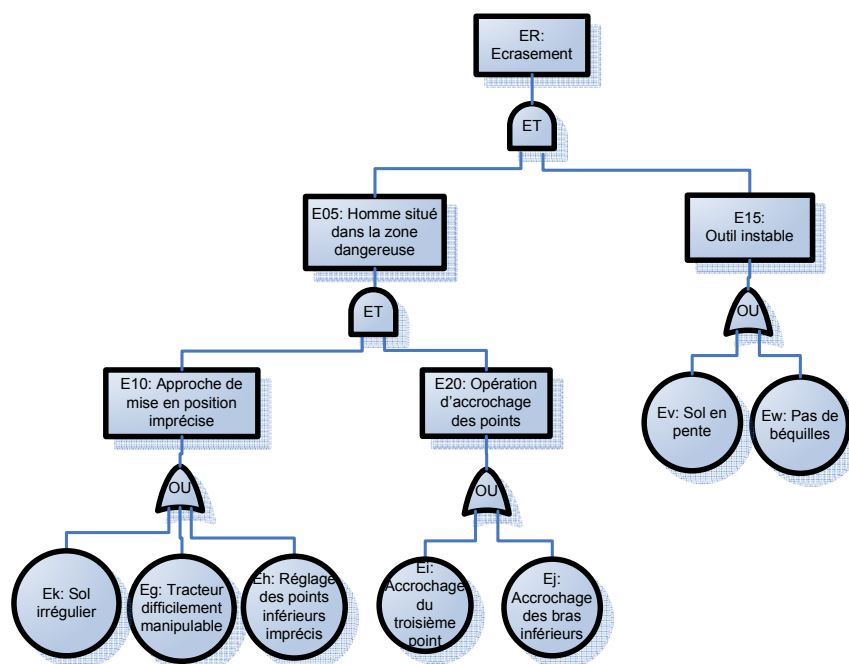 ER:
Ecrasement
ET
E05: Homme situé
dans la zone
dangereuse
E15:
Outil instable
ET
OU
E10: Approche de
mise en position
imprécise
E20: Opération
d'accrochage
des points
Ev: Sol en
pente
Ew: Pas de
béquilles
OU
OU
Ek: Sol
irrégulier
Eg: Tracteur
difficilement
manipulable
Eh: Réglage
des points
inférieurs
imprécis
Ei:
Accrochage
du
troisième
point
Ej:
Accrochage
des bras
inférieurs